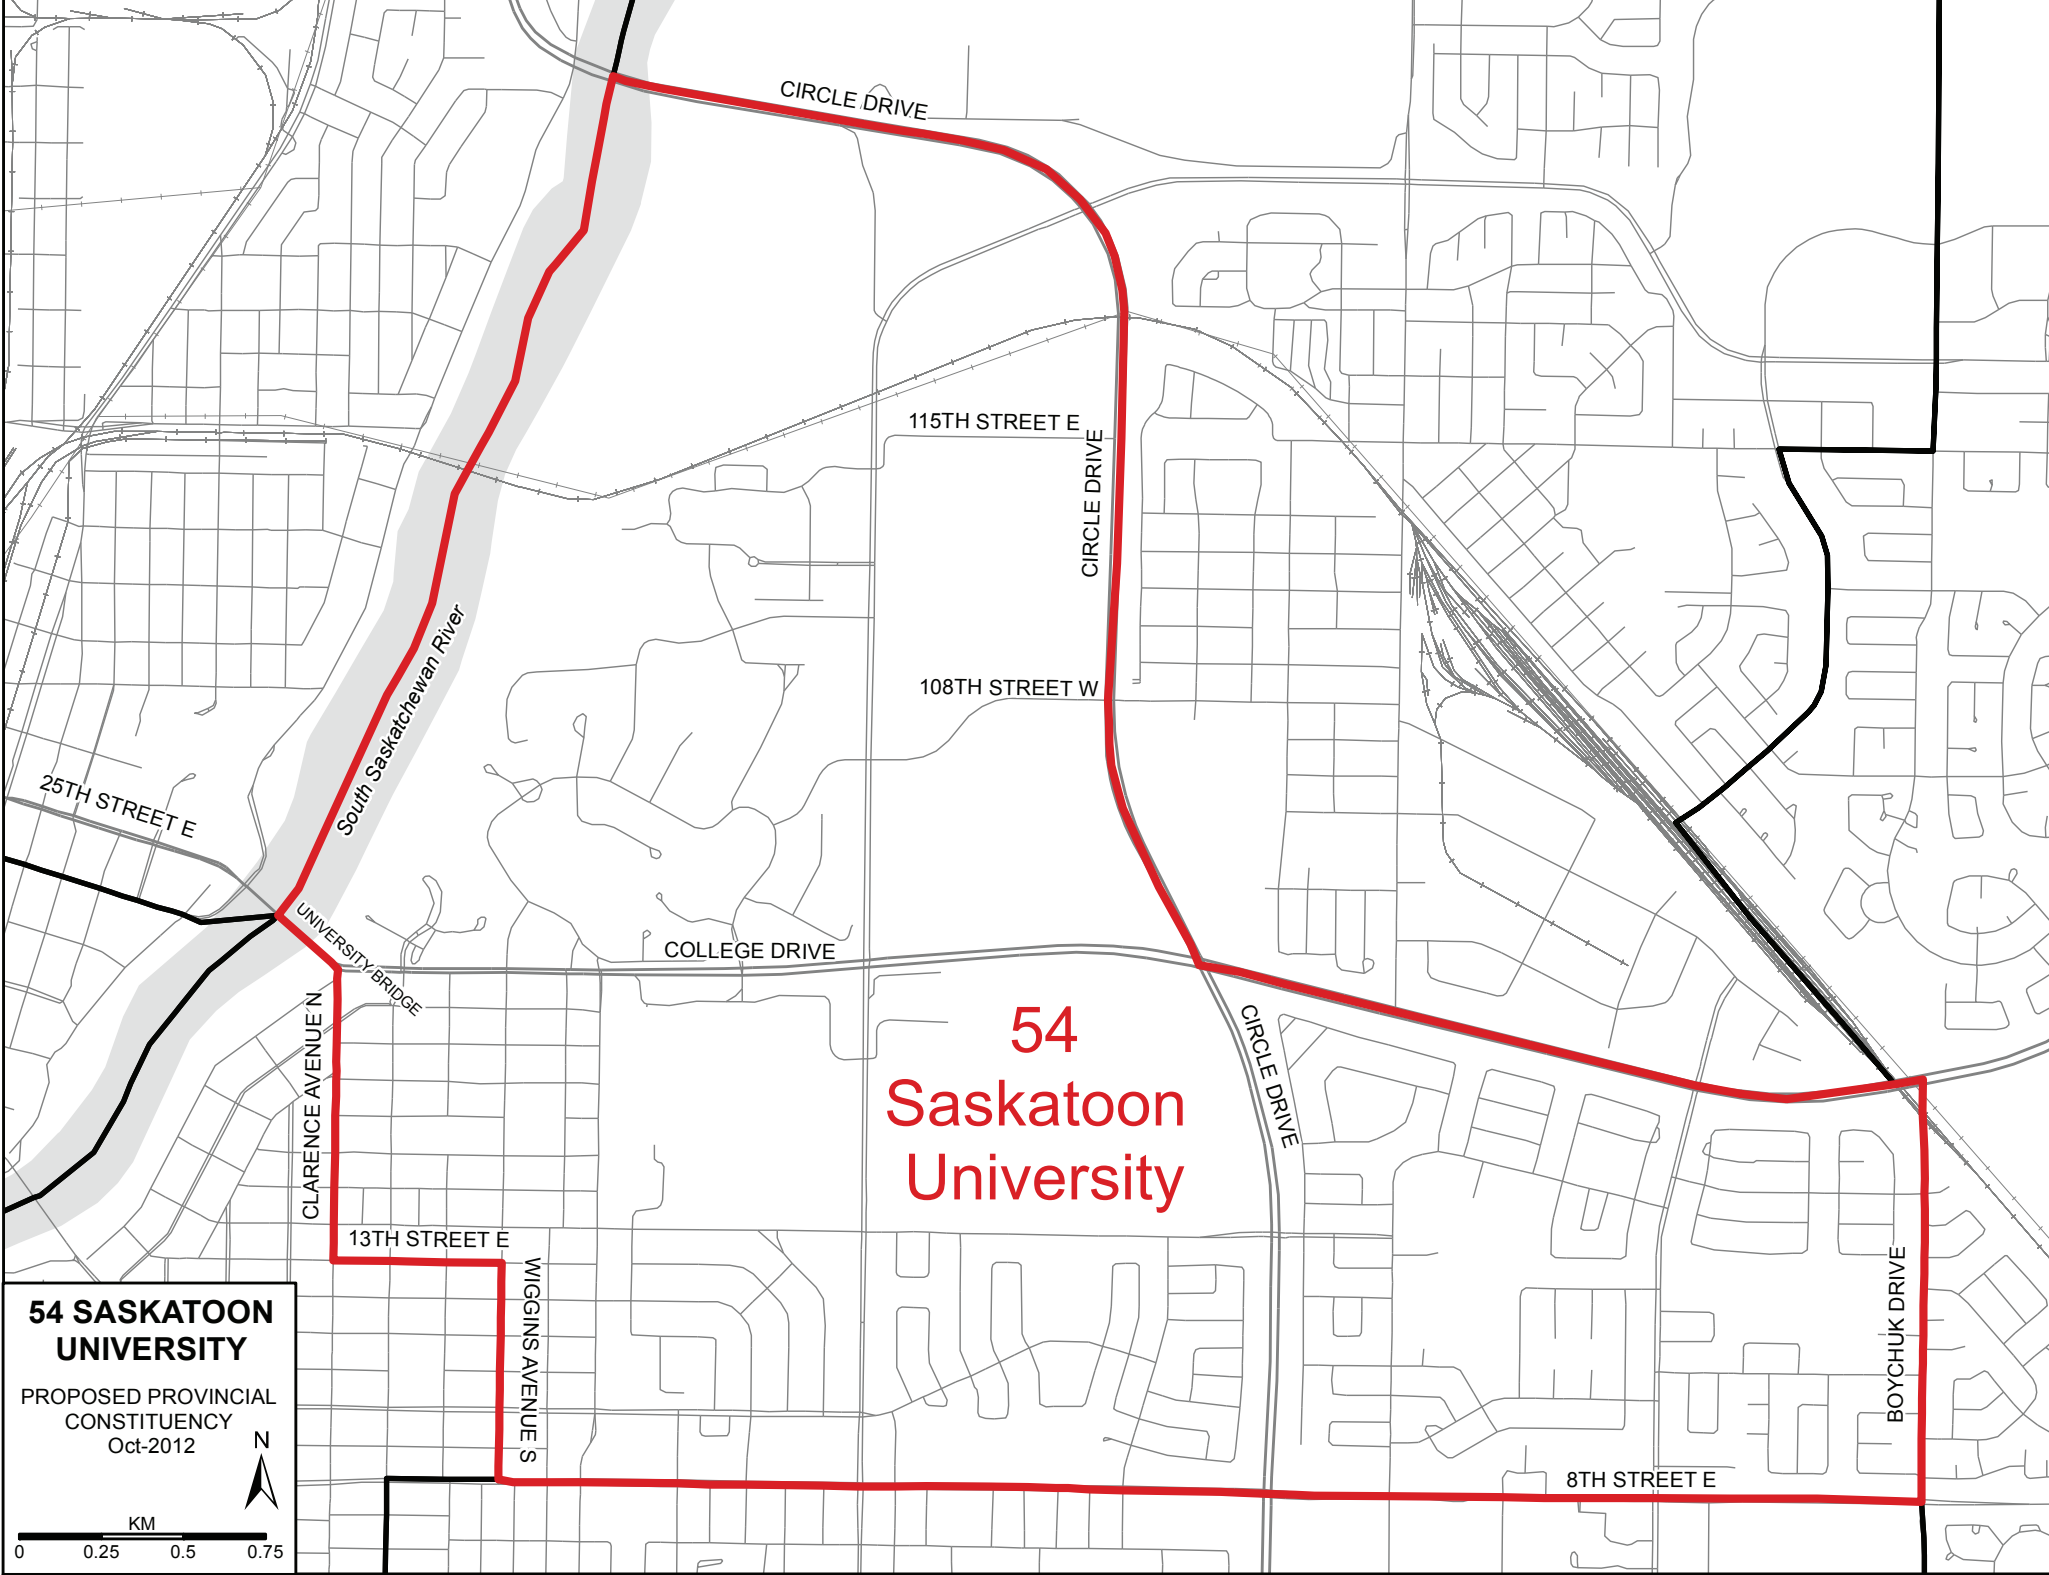 CIRCLE DRIVE
115TH STREET E
CIRCLE DRIVE
South Saskatchewan River
108TH STREET W
25TH STREET E
UNIVERSITY BRIDGE
COLLEGE DRIVE
CLARENCE AVENUE N
54
Saskatoon
University
CIRCLE DRIVE
13TH STREET E
WIGGINS AVENUE S
BOYCHUK DRIVE
8TH STREET E
54 SASKATOON
UNIVERSITY
PROPOSED PROVINCIAL
CONSTITUENCY
Oct-2012
N
KM
0 0.25 0.5 0.75